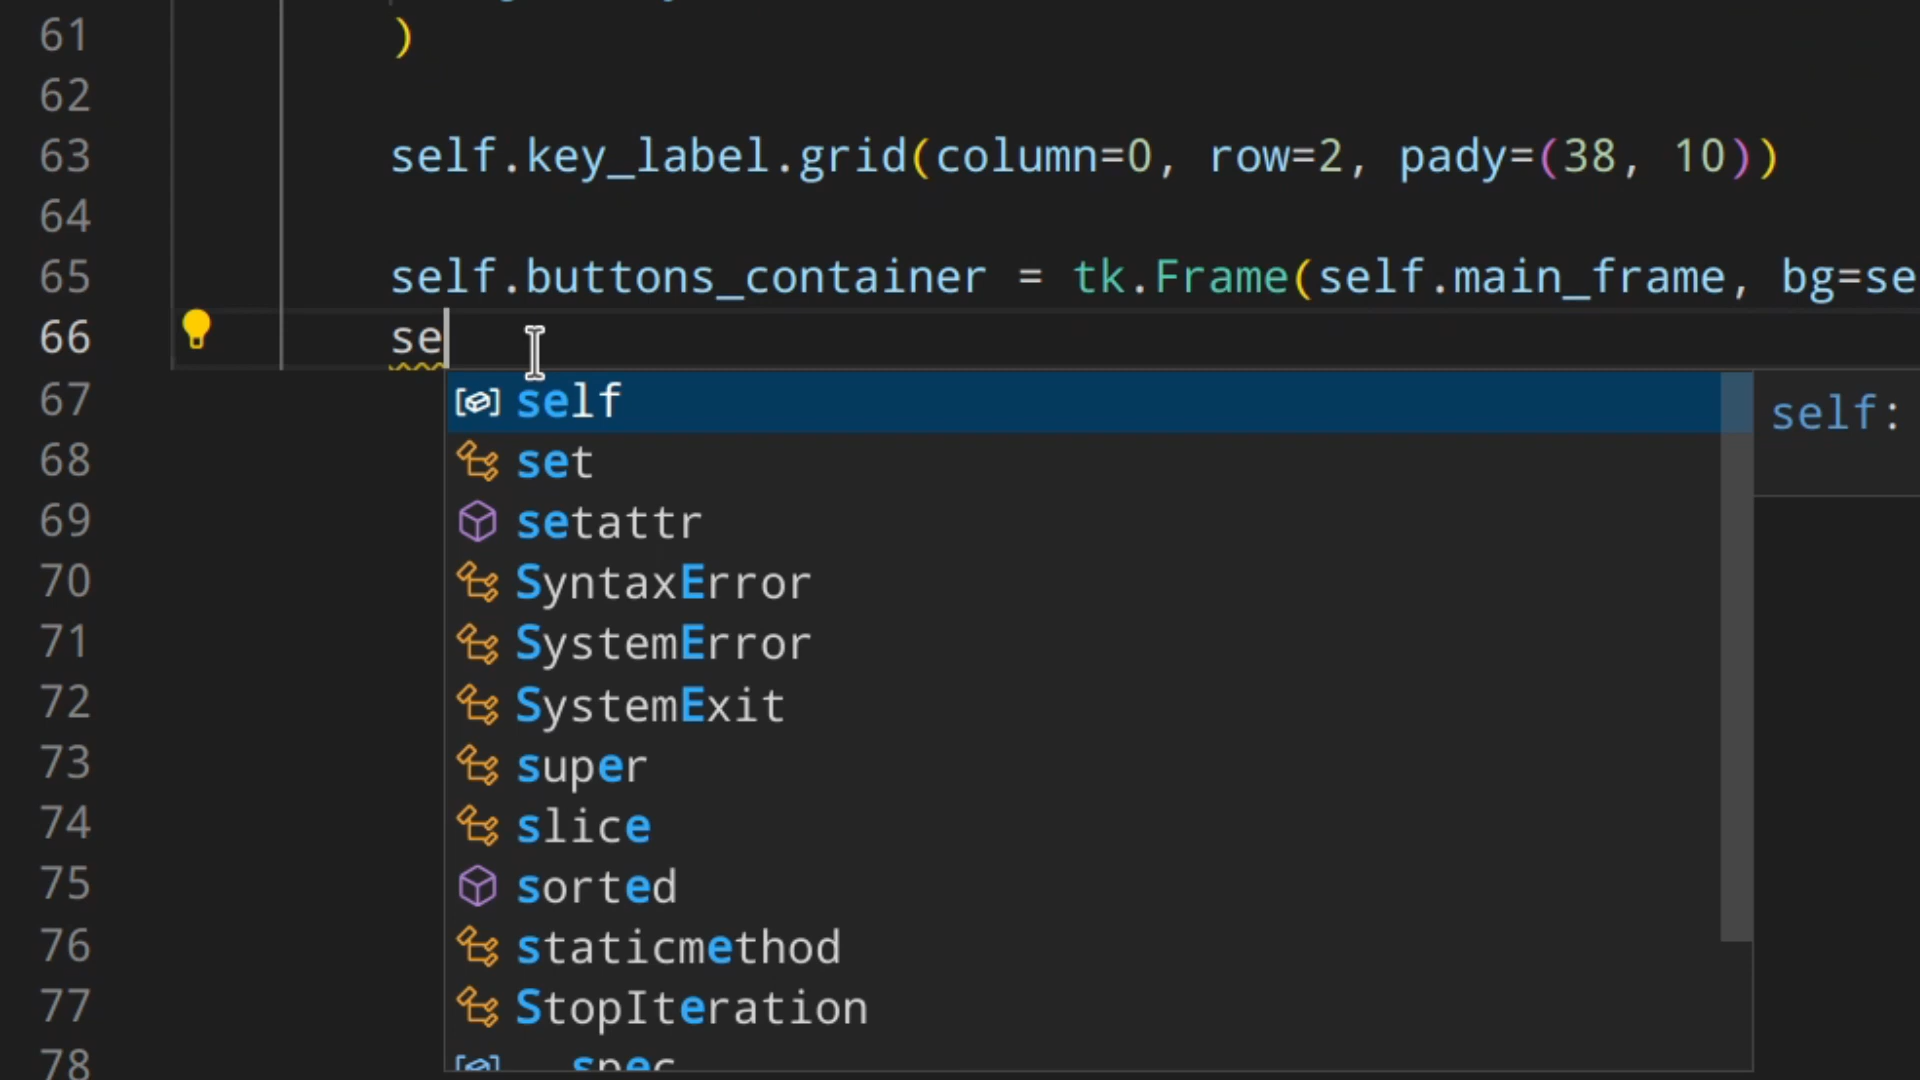 61 )
62
63 self.key_label.grid(column=0, row=2, pady=(38, 10))
64
65 self.buttons_container = tk.Frame(self.main_frame, bg=se
66 se
67 self self:
68 set
69 setattr
70 SyntaxError
71 SystemError
72 SystemExit
73 super
74 slice
75 sorted
76 staticmethod
77 StopIteration
78 __spec